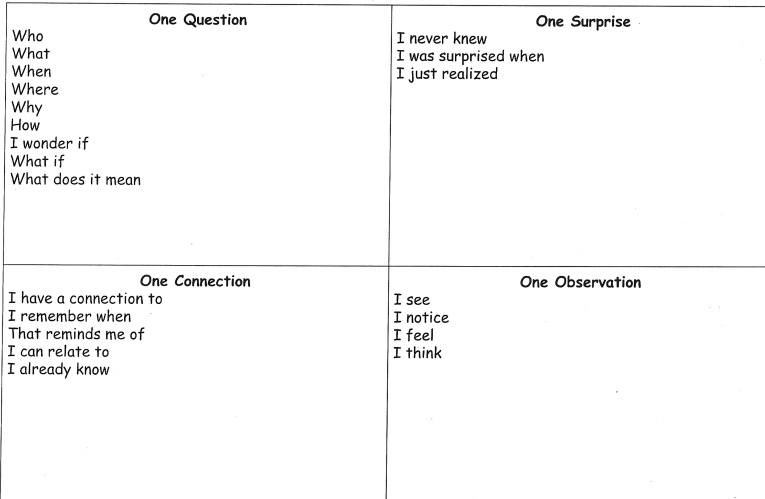 One Question
Who
What
When
Where
Why
How
I wonder if
What if
What does it mean
One Surprise
I never knew
I was surprised when
I just realized
One Connection
I have a connection to
I remember when
That reminds me of
I can relate to
I already know
One Observation
I see
I notice
I feel
I think